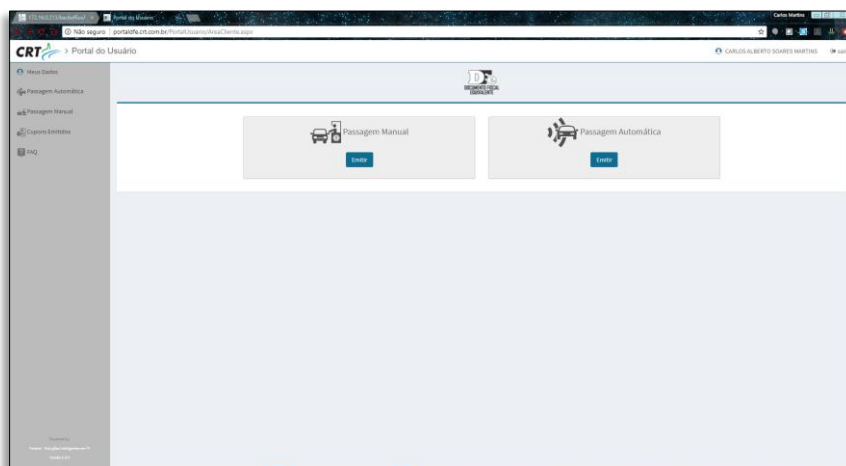 Portal do Usuário
Carlos Martins
Não seguro | portaldfe.crt.com.br/PortalUsuario/AreaCliente.aspx
CRT > Portal do Usuário
CARLOS ALBERTO SOARES MARTINS
Meus Dados
Passagem Automática
Passagem Manual
Cupons Emitidos
FAQ
DFe
DOCUMENTO FISCAL
EQUIVALENTE
Passagem Manual
Emitir
Passagem Automática
Emitir